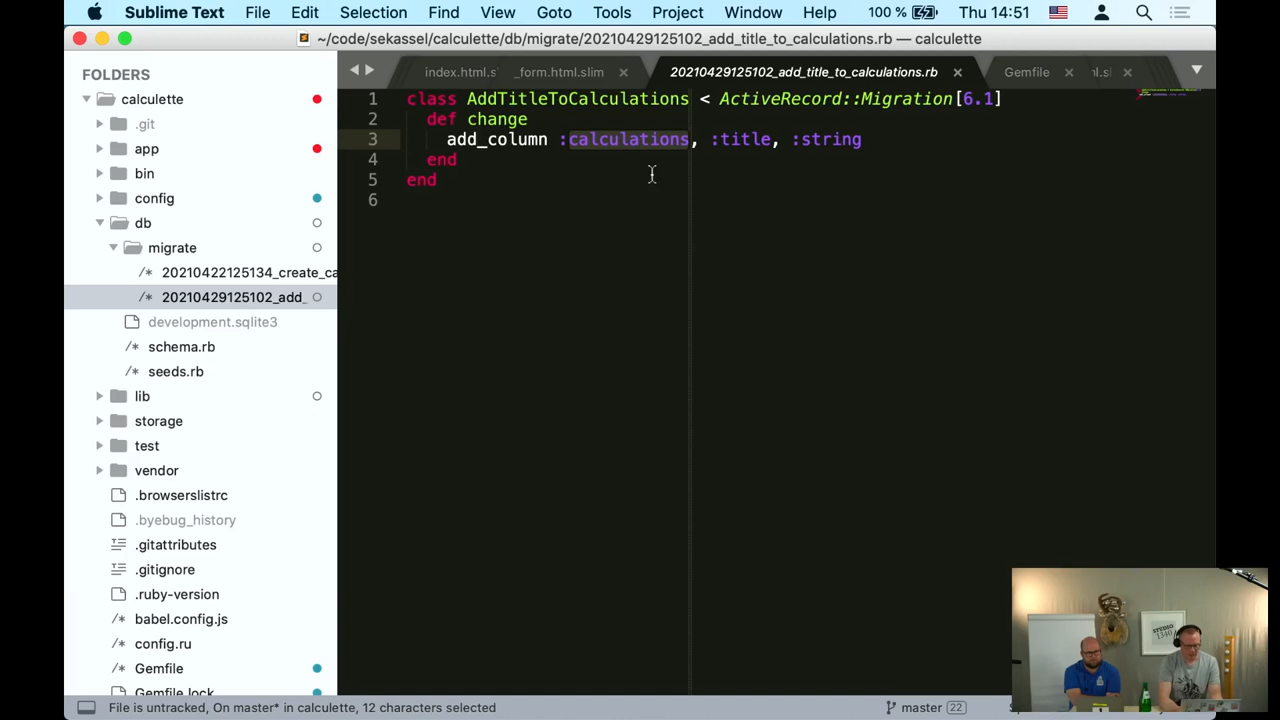 Sublime Text File Edit Selection Find View Goto Tools Project Window Help 100 % Thu 14:51
~/code/sekassel/calculette/db/migrate/20210429125102_add_title_to_calculations.rb — calculette
FOLDERS
calculette
.git
app
bin
config
db
migrate
20210422125134_create_ca
20210429125102_add_
development.sqlite3
schema.rb
seeds.rb
lib
storage
test
vendor
.browserslistrc
.byebug_history
.gitattributes
.gitignore
.ruby-version
babel.config.js
config.ru
Gemfile
Gemfile.lock
index.html.s _form.html.slim 20210429125102_add_title_to_calculations.rb Gemfile
1 class AddTitleToCalculations < ActiveRecord::Migration[6.1]
2 def change
3 add_column :calculations, :title, :string
4 end
5 end
6
STUDIO
1340
File is untracked, On master* in calculette, 12 characters selected master 22